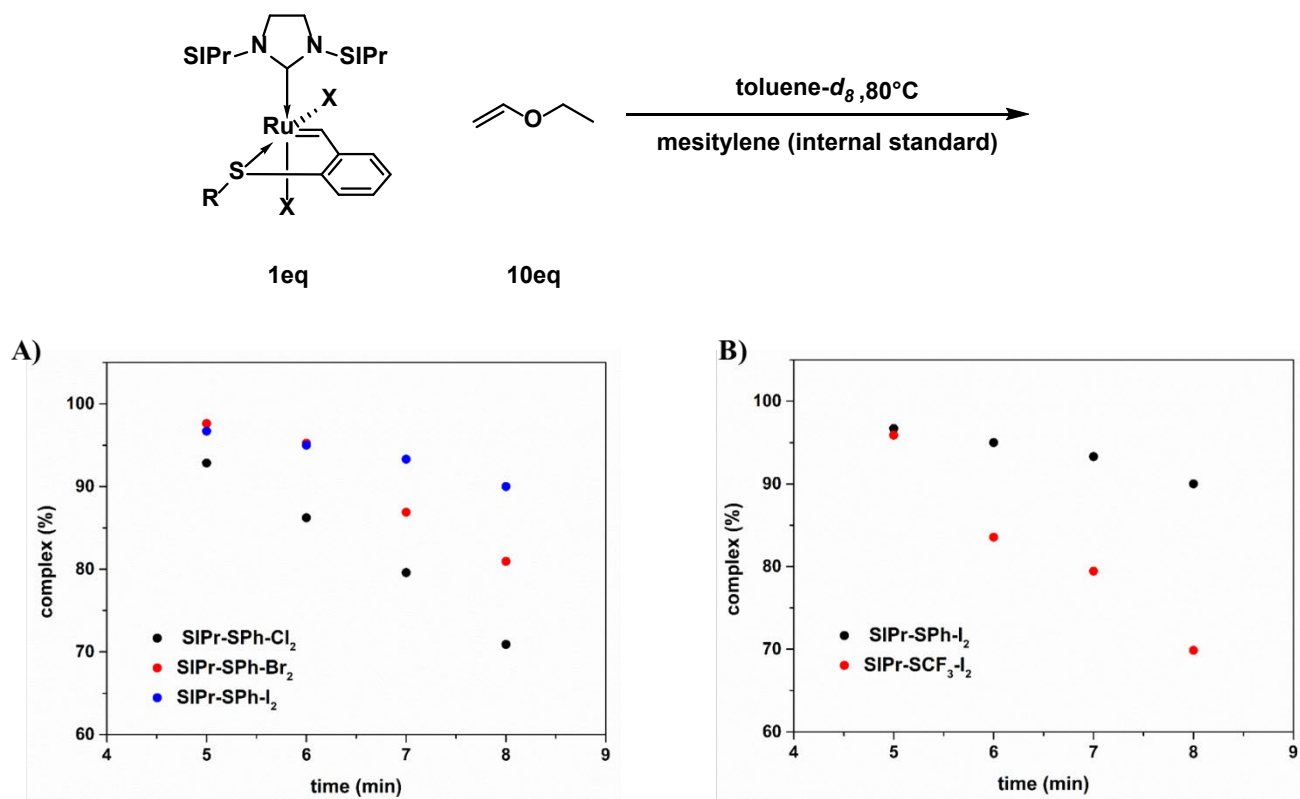 SIPr N N SIPr
X
Ru
S
R
X
O
toluene-d8 ,80°C
mesitylene (internal standard)
1eq
10eq
A)
complex (%)
100
90
80
70
60
4 5 6 7 8 9
time (min)
SIPr-SPh-Cl₂
SIPr-SPh-Br₂
SIPr-SPh-I₂
B)
complex (%)
100
90
80
70
60
4 5 6 7 8 9
time (min)
SIPr-SPh-I₂
SIPr-SCF₃-I₂